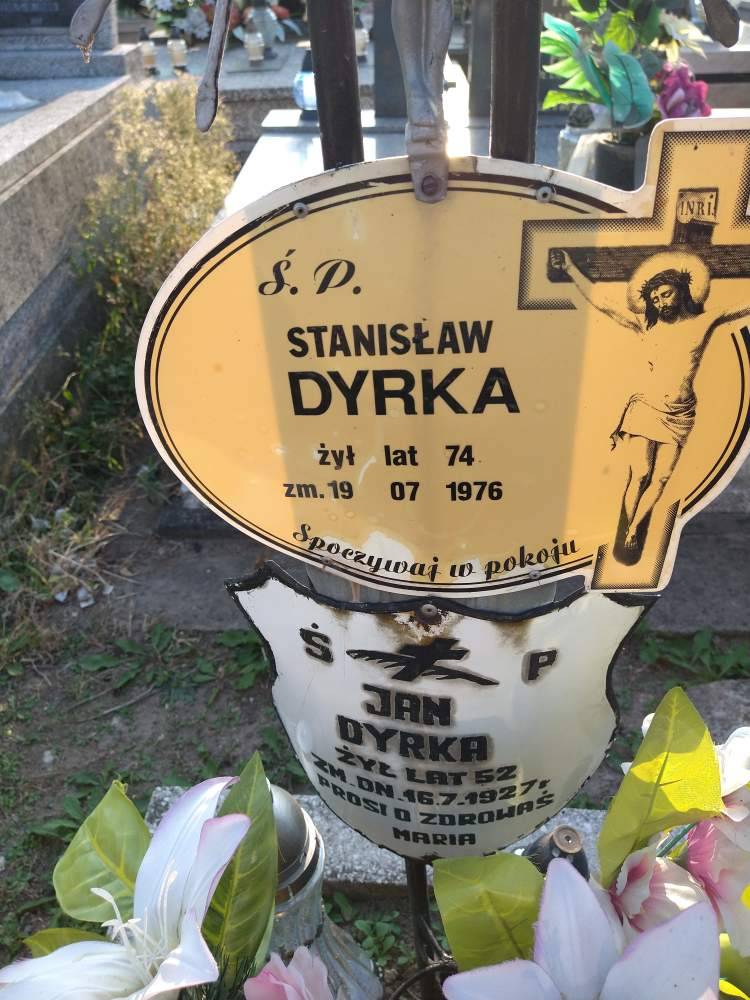 INRI
Ś. P.
STANISŁAW
DYRKA
żył lat 74
zm. 19 07 1976
Spoczywaj w pokoju
Ś P
JAN
DYRKA
ŻYŁ LAT 52
ZM. DN. 16.7.1927r
PROSI O ZDROWAŚ
MARIA